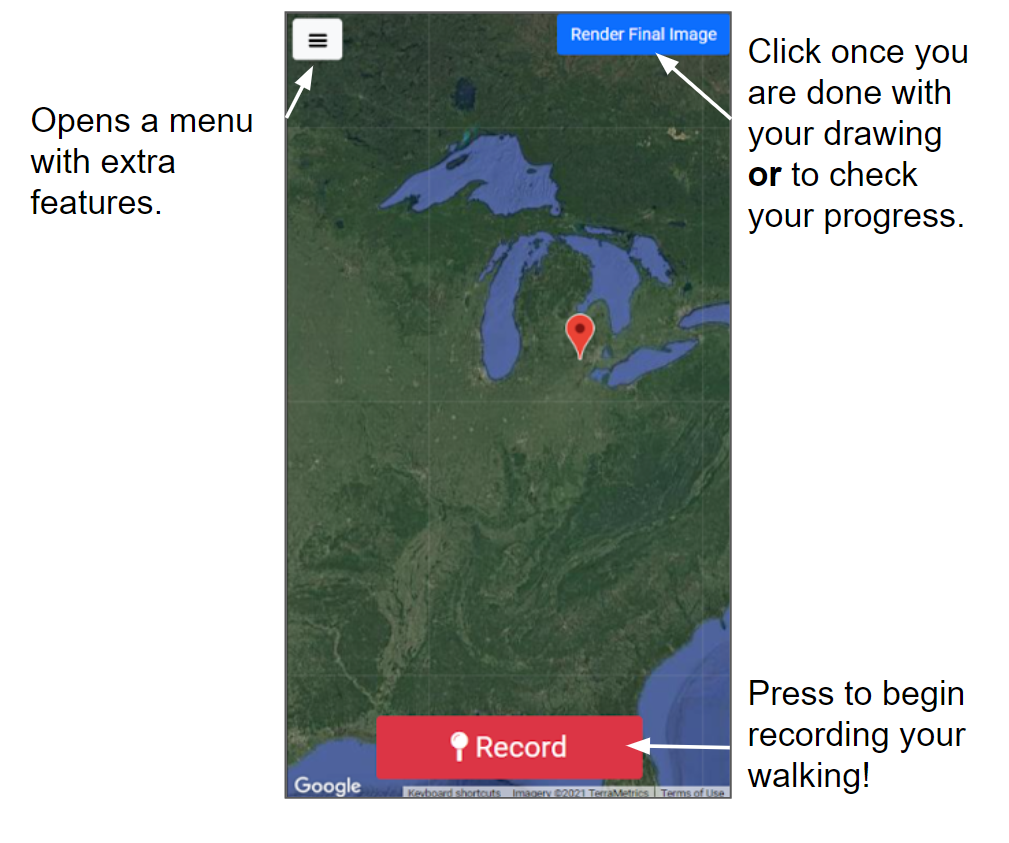 Render Final Image
Opens a menu
with extra
features.
Click once you
are done with
your drawing
or to check
your progress.
Record
Press to begin
recording your
walking!
Google
Keyboard shortcuts Imagery ©2021 TerraMetrics Terms of Use